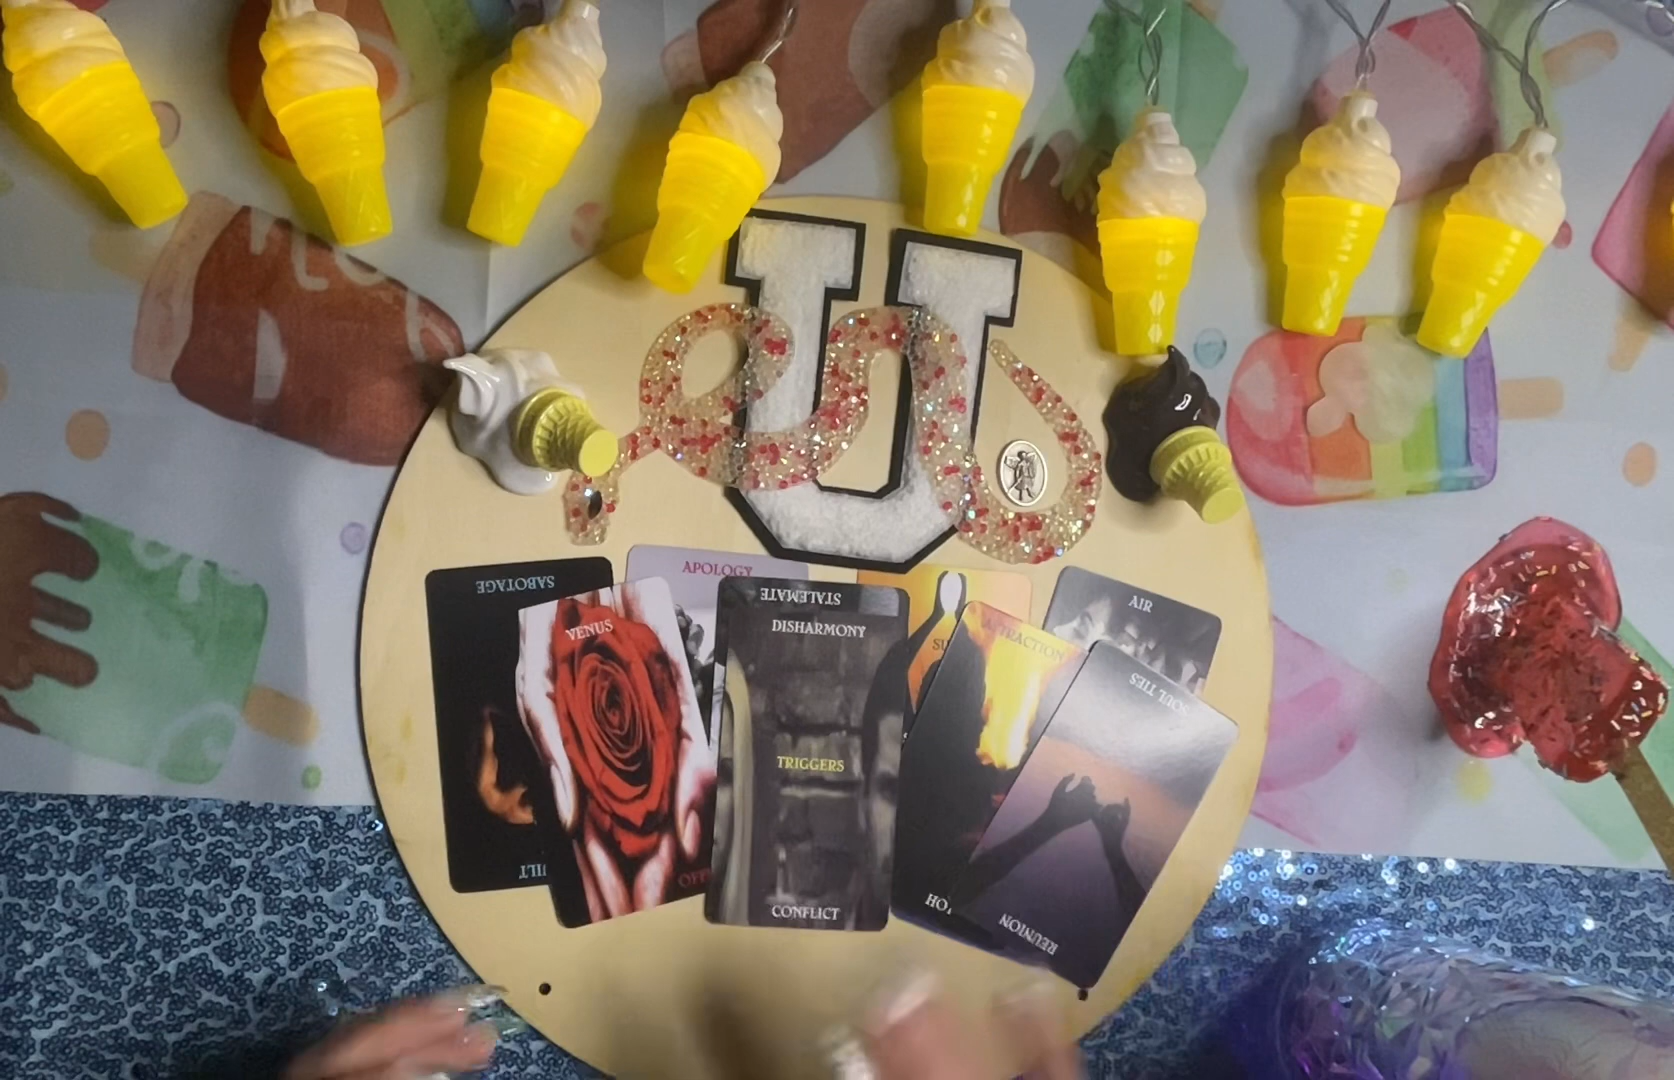 U
SABOTAGE
APOLOGY
VENUS
STALEMATE
DISHARMONY
TRIGGERS
CONFLICT
ATTRACTION
AIR
SOUL TIES
REUNION